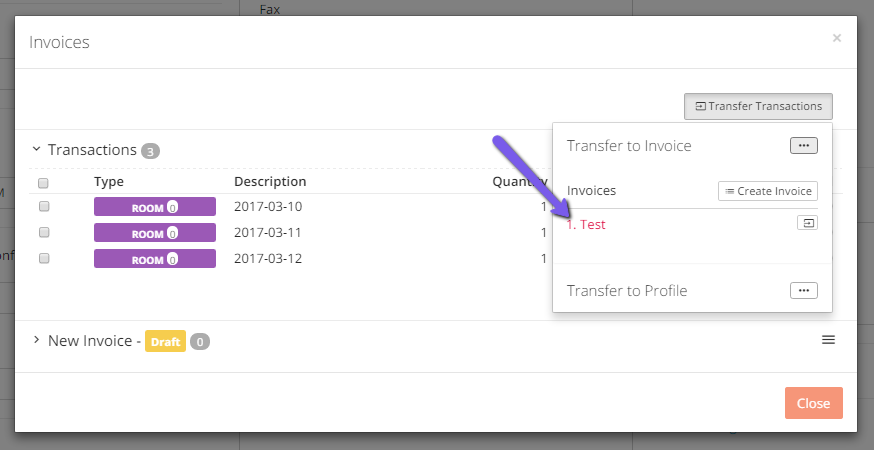 Fax
Invoices
×
Transfer Transactions
Transactions 3
Transfer to Invoice
Type Description Quantity
Invoices Create Invoice
ROOM 0 2017-03-10 1
1. Test
ROOM 0 2017-03-11 1
ROOM 0 2017-03-12 1
Transfer to Profile
New Invoice - Draft 0
Close